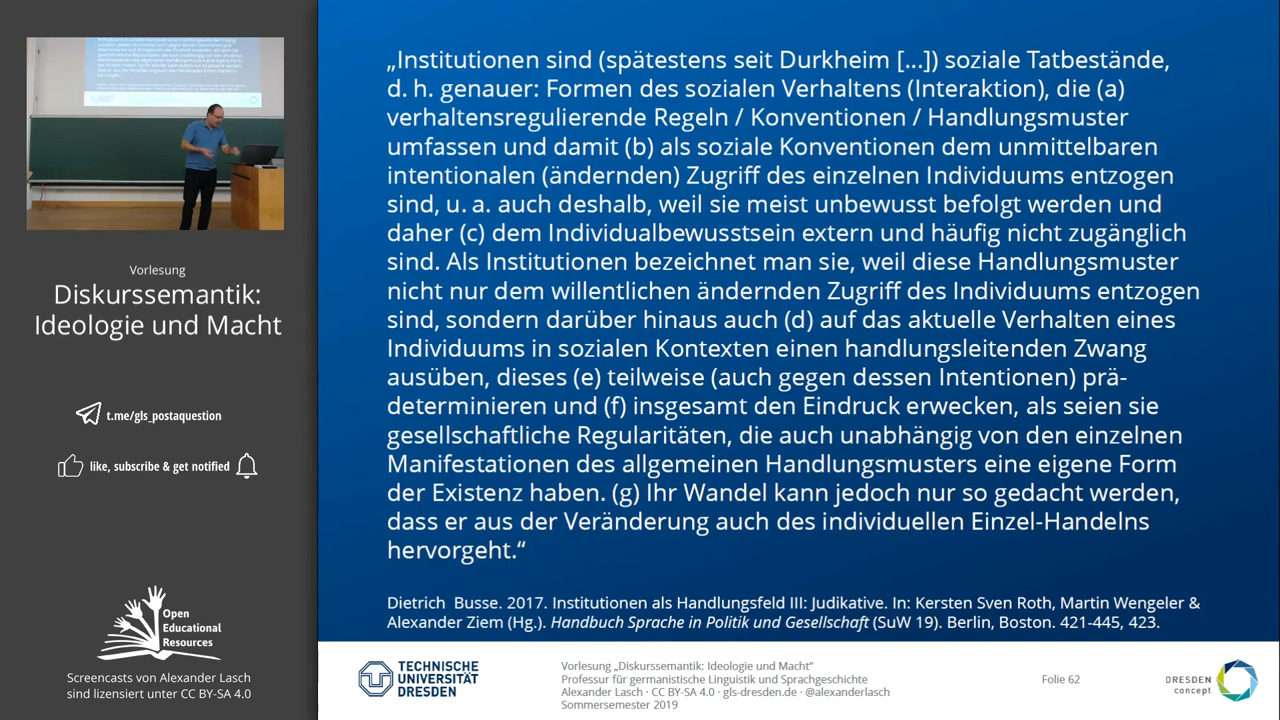 Vorlesung
Diskurssemantik:
Ideologie und Macht
t.me/gls_postaquestion
like, subscribe & get notified
Open
Educational
Resources
Screencasts von Alexander Lasch
sind lizensiert unter CC BY-SA 4.0
„Institutionen sind (spätestens seit Durkheim [...]) soziale Tatbestände,
d. h. genauer: Formen des sozialen Verhaltens (Interaktion), die (a)
verhaltensregulierende Regeln / Konventionen / Handlungsmuster
umfassen und damit (b) als soziale Konventionen dem unmittelbaren
intentionalen (ändernden) Zugriff des einzelnen Individuums entzogen
sind, u. a. auch deshalb, weil sie meist unbewusst befolgt werden und
daher (c) dem Individualbewusstsein extern und häufig nicht zugänglich
sind. Als Institutionen bezeichnet man sie, weil diese Handlungsmuster
nicht nur dem willentlichen ändernden Zugriff des Individuums entzogen
sind, sondern darüber hinaus auch (d) auf das aktuelle Verhalten eines
Individuums in sozialen Kontexten einen handlungsleitenden Zwang
ausüben, dieses (e) teilweise (auch gegen dessen Intentionen) prä-
determinieren und (f) insgesamt den Eindruck erwecken, als seien sie
gesellschaftliche Regularitäten, die auch unabhängig von den einzelnen
Manifestationen des allgemeinen Handlungsmusters eine eigene Form
der Existenz haben. (g) Ihr Wandel kann jedoch nur so gedacht werden,
dass er aus der Veränderung auch des individuellen Einzel-Handelns
hervorgeht.“
Dietrich Busse. 2017. Institutionen als Handlungsfeld III: Judikative. In: Kersten Sven Roth, Martin Wengeler &
Alexander Ziem (Hg.). Handbuch Sprache in Politik und Gesellschaft (SuW 19). Berlin, Boston. 421-445, 423.
TECHNISCHE
UNIVERSITÄT
DRESDEN
Vorlesung „Diskurssemantik: Ideologie und Macht“
Professur für germanistische Linguistik und Sprachgeschichte
Alexander Lasch · CC BY-SA 4.0 · gls-dresden.de · @alexanderlasch
Sommersemester 2019
Folie 62
DRESDEN
concept